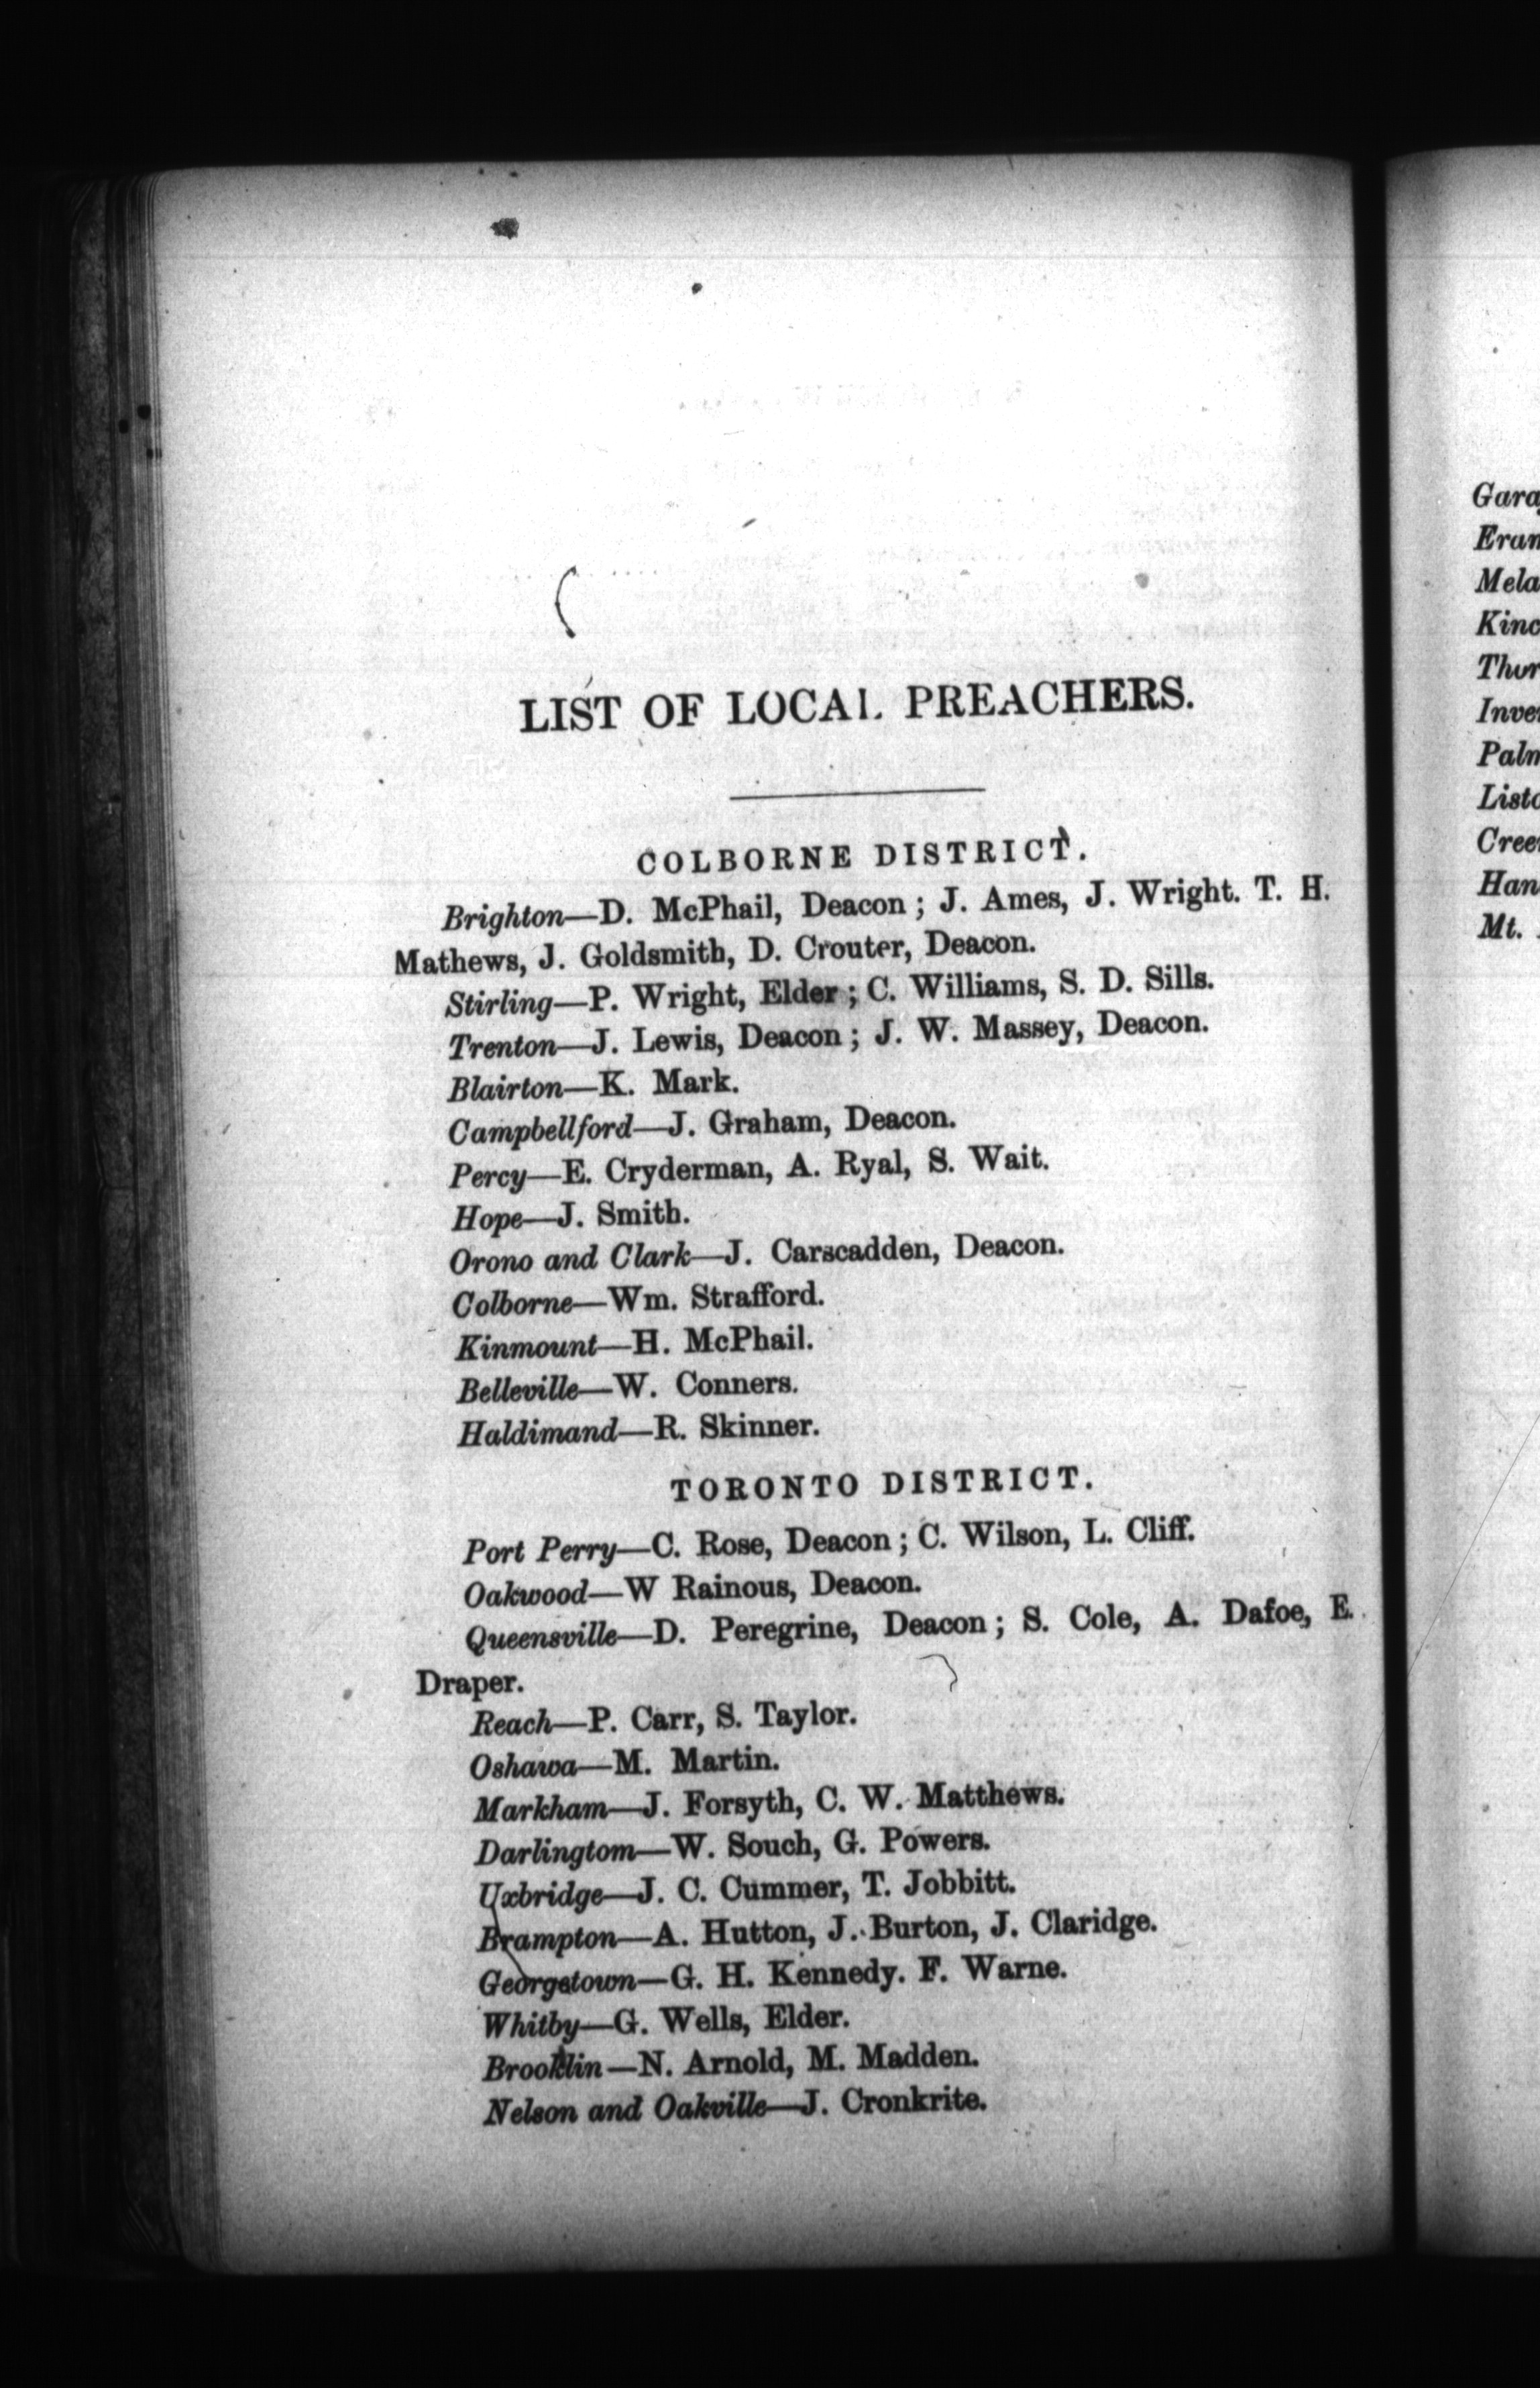 LIST OF LOCAL PREACHERS.
COLBORNE DISTRICT.
Brighton—D. McPhail, Deacon; J. Ames, J. Wright. T. H.
Mathews, J. Goldsmith, D. Crouter, Deacon.
Stirling—P. Wright, Elder; C. Williams, S. D. Sills.
Trenton—J. Lewis, Deacon; J. W. Massey, Deacon.
Blairton—K. Mark.
Campbellford—J. Graham, Deacon.
Percy—E. Cryderman, A. Ryal, S. Wait.
Hope—J. Smith.
Orono and Clark—J. Carscadden, Deacon.
Colborne—Wm. Strafford.
Kinmount—H. McPhail.
Belleville—W. Conners.
Haldimand—R. Skinner.
TORONTO DISTRICT.
Port Perry—C. Rose, Deacon; C. Wilson, L. Cliff.
Oakwood—W Rainous, Deacon.
Queensville—D. Peregrine, Deacon; S. Cole, A. Dafoe, E.
Draper.
Reach—P. Carr, S. Taylor.
Oshawa—M. Martin.
Markham—J. Forsyth, C. W. Matthews.
Darlingtom—W. Souch, G. Powers.
Uxbridge—J. C. Cummer, T. Jobbitt.
Brampton—A. Hutton, J. Burton, J. Claridge.
Georgetown—G. H. Kennedy. F. Warne.
Whitby—G. Wells, Elder.
Brooklin—N. Arnold, M. Madden.
Nelson and Oakville—J. Cronkrite.
Mt.